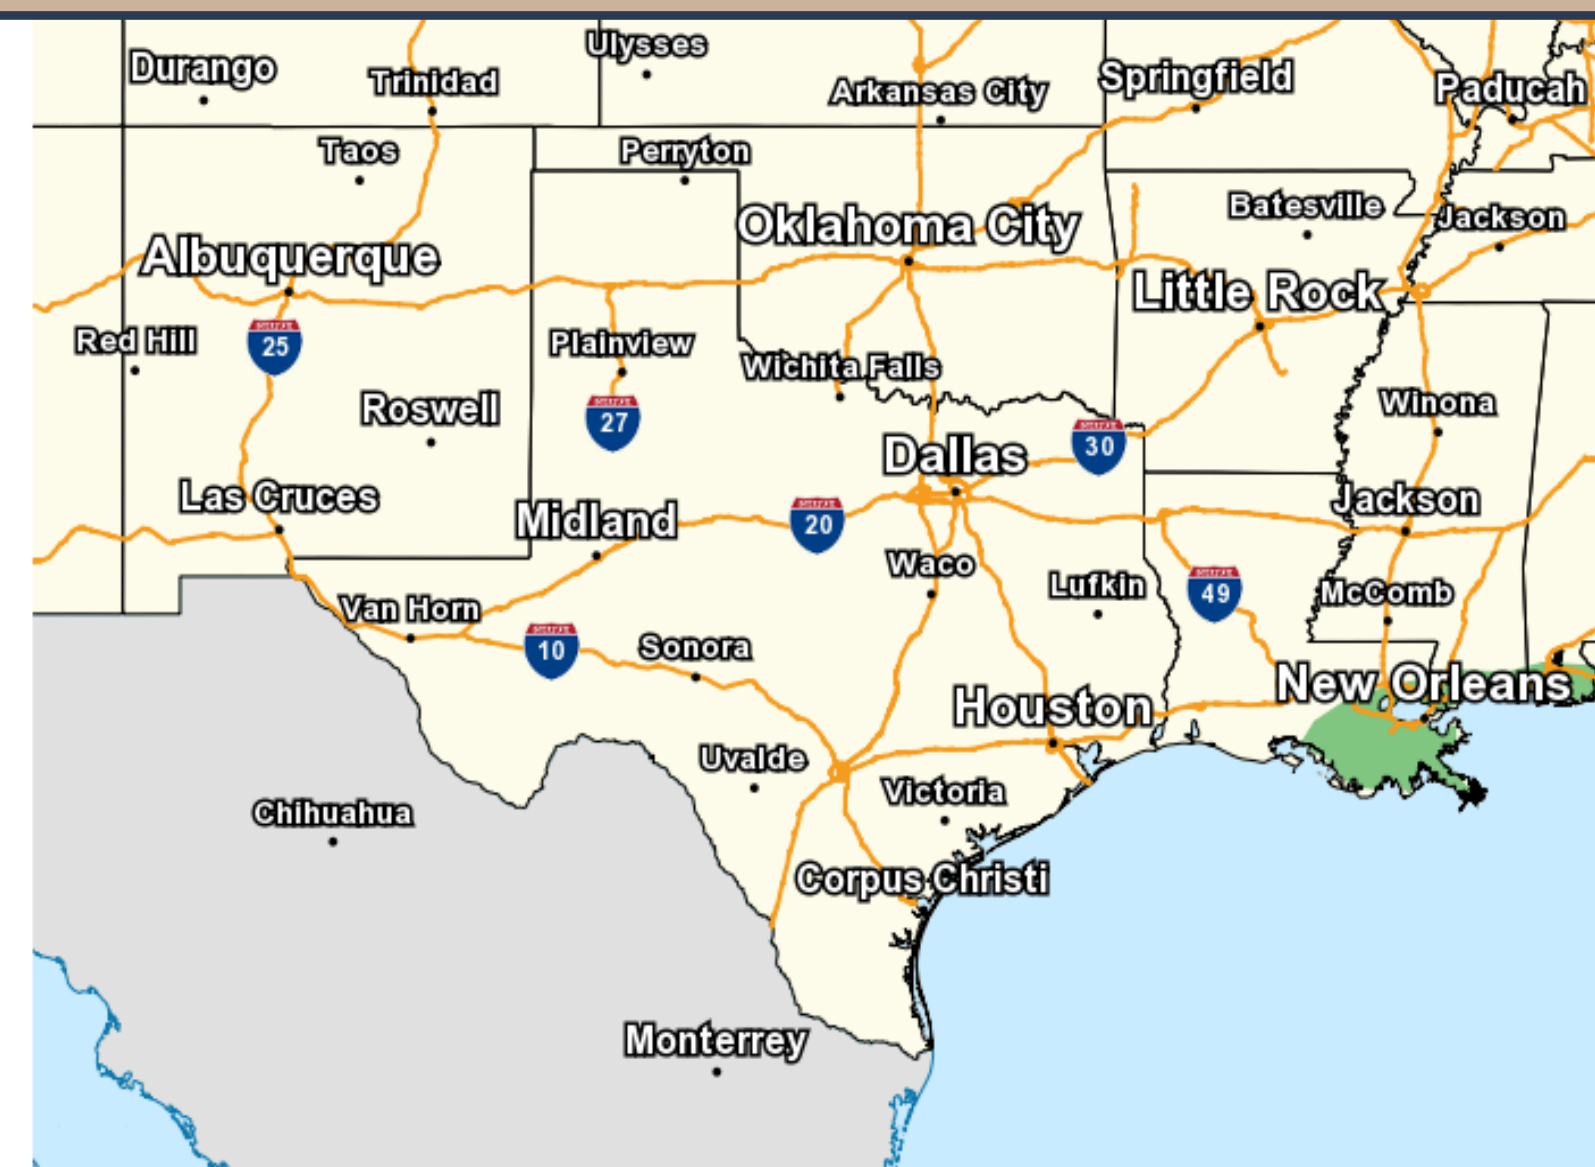 Ulysses
Durango
Trinidad
Arkansas City
Springfield
Paducah
Taos
Perryton
Batesville
Jackson
Oklahoma City
Albuquerque
Little Rock
Red Hill
25
Plainview
Wichita Falls
Roswell
27
Winona
30
Dallas
Las Cruces
Midland
20
Jackson
Waco
Lufkin
49
McComb
Van Horn
10
Sonora
New Orleans
Houston
Uvalde
Victoria
Chihuahua
Corpus Christi
Monterrey